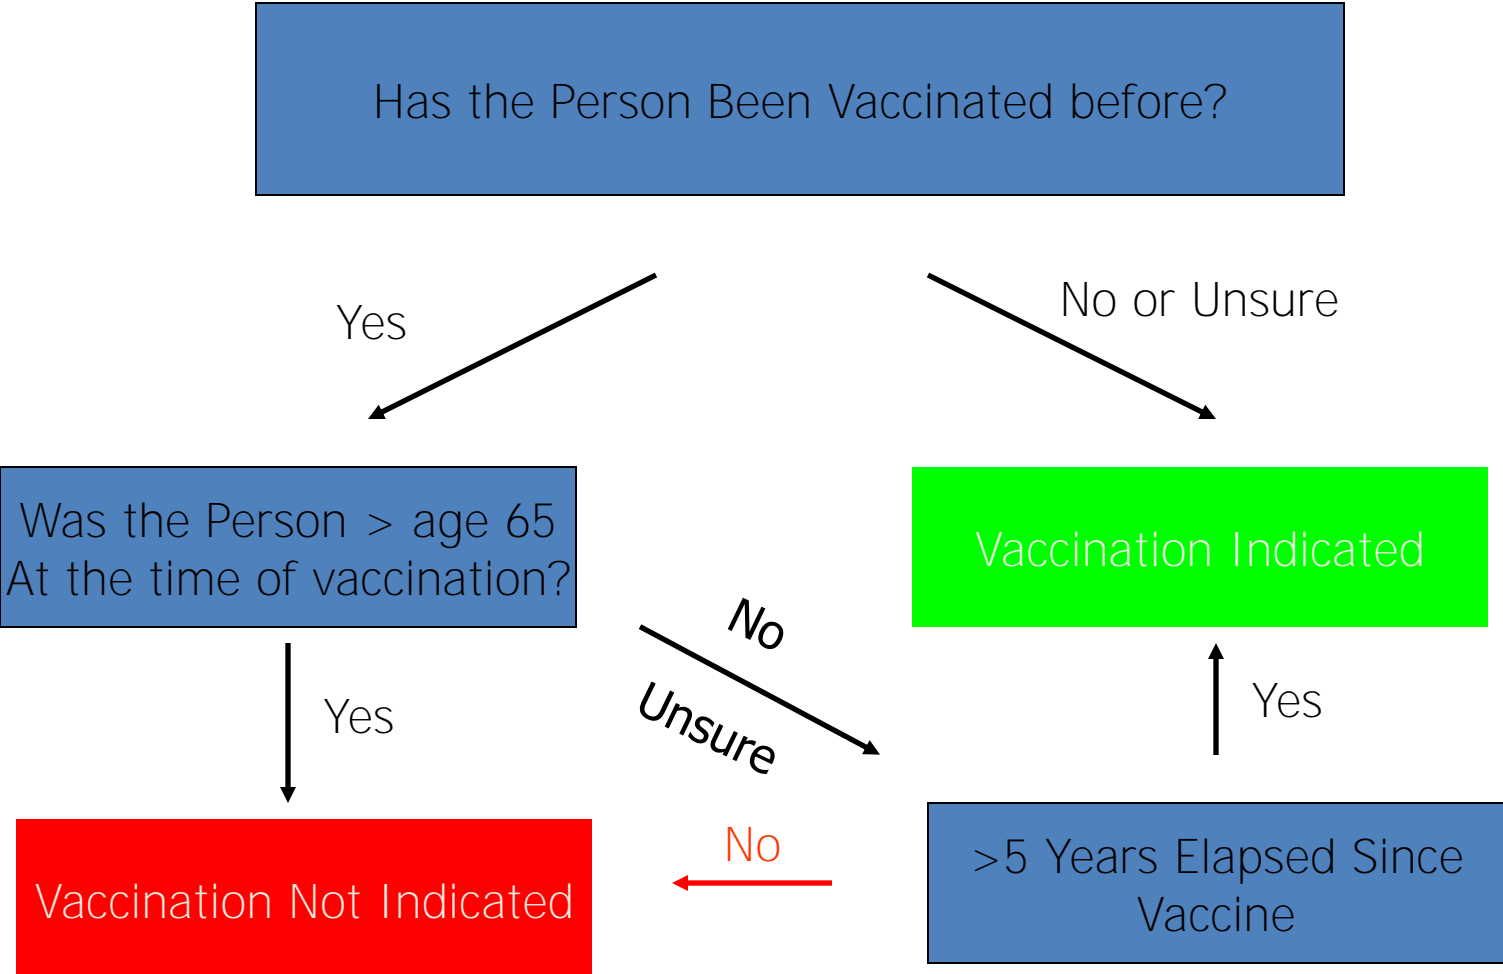 Has the Person Been Vaccinated before?
Yes
No or Unsure
Was the Person > age 65
At the time of vaccination?
Vaccination Indicated
No
Unsure
Yes
Yes
No
>5 Years Elapsed Since
Vaccine
Vaccination Not Indicated